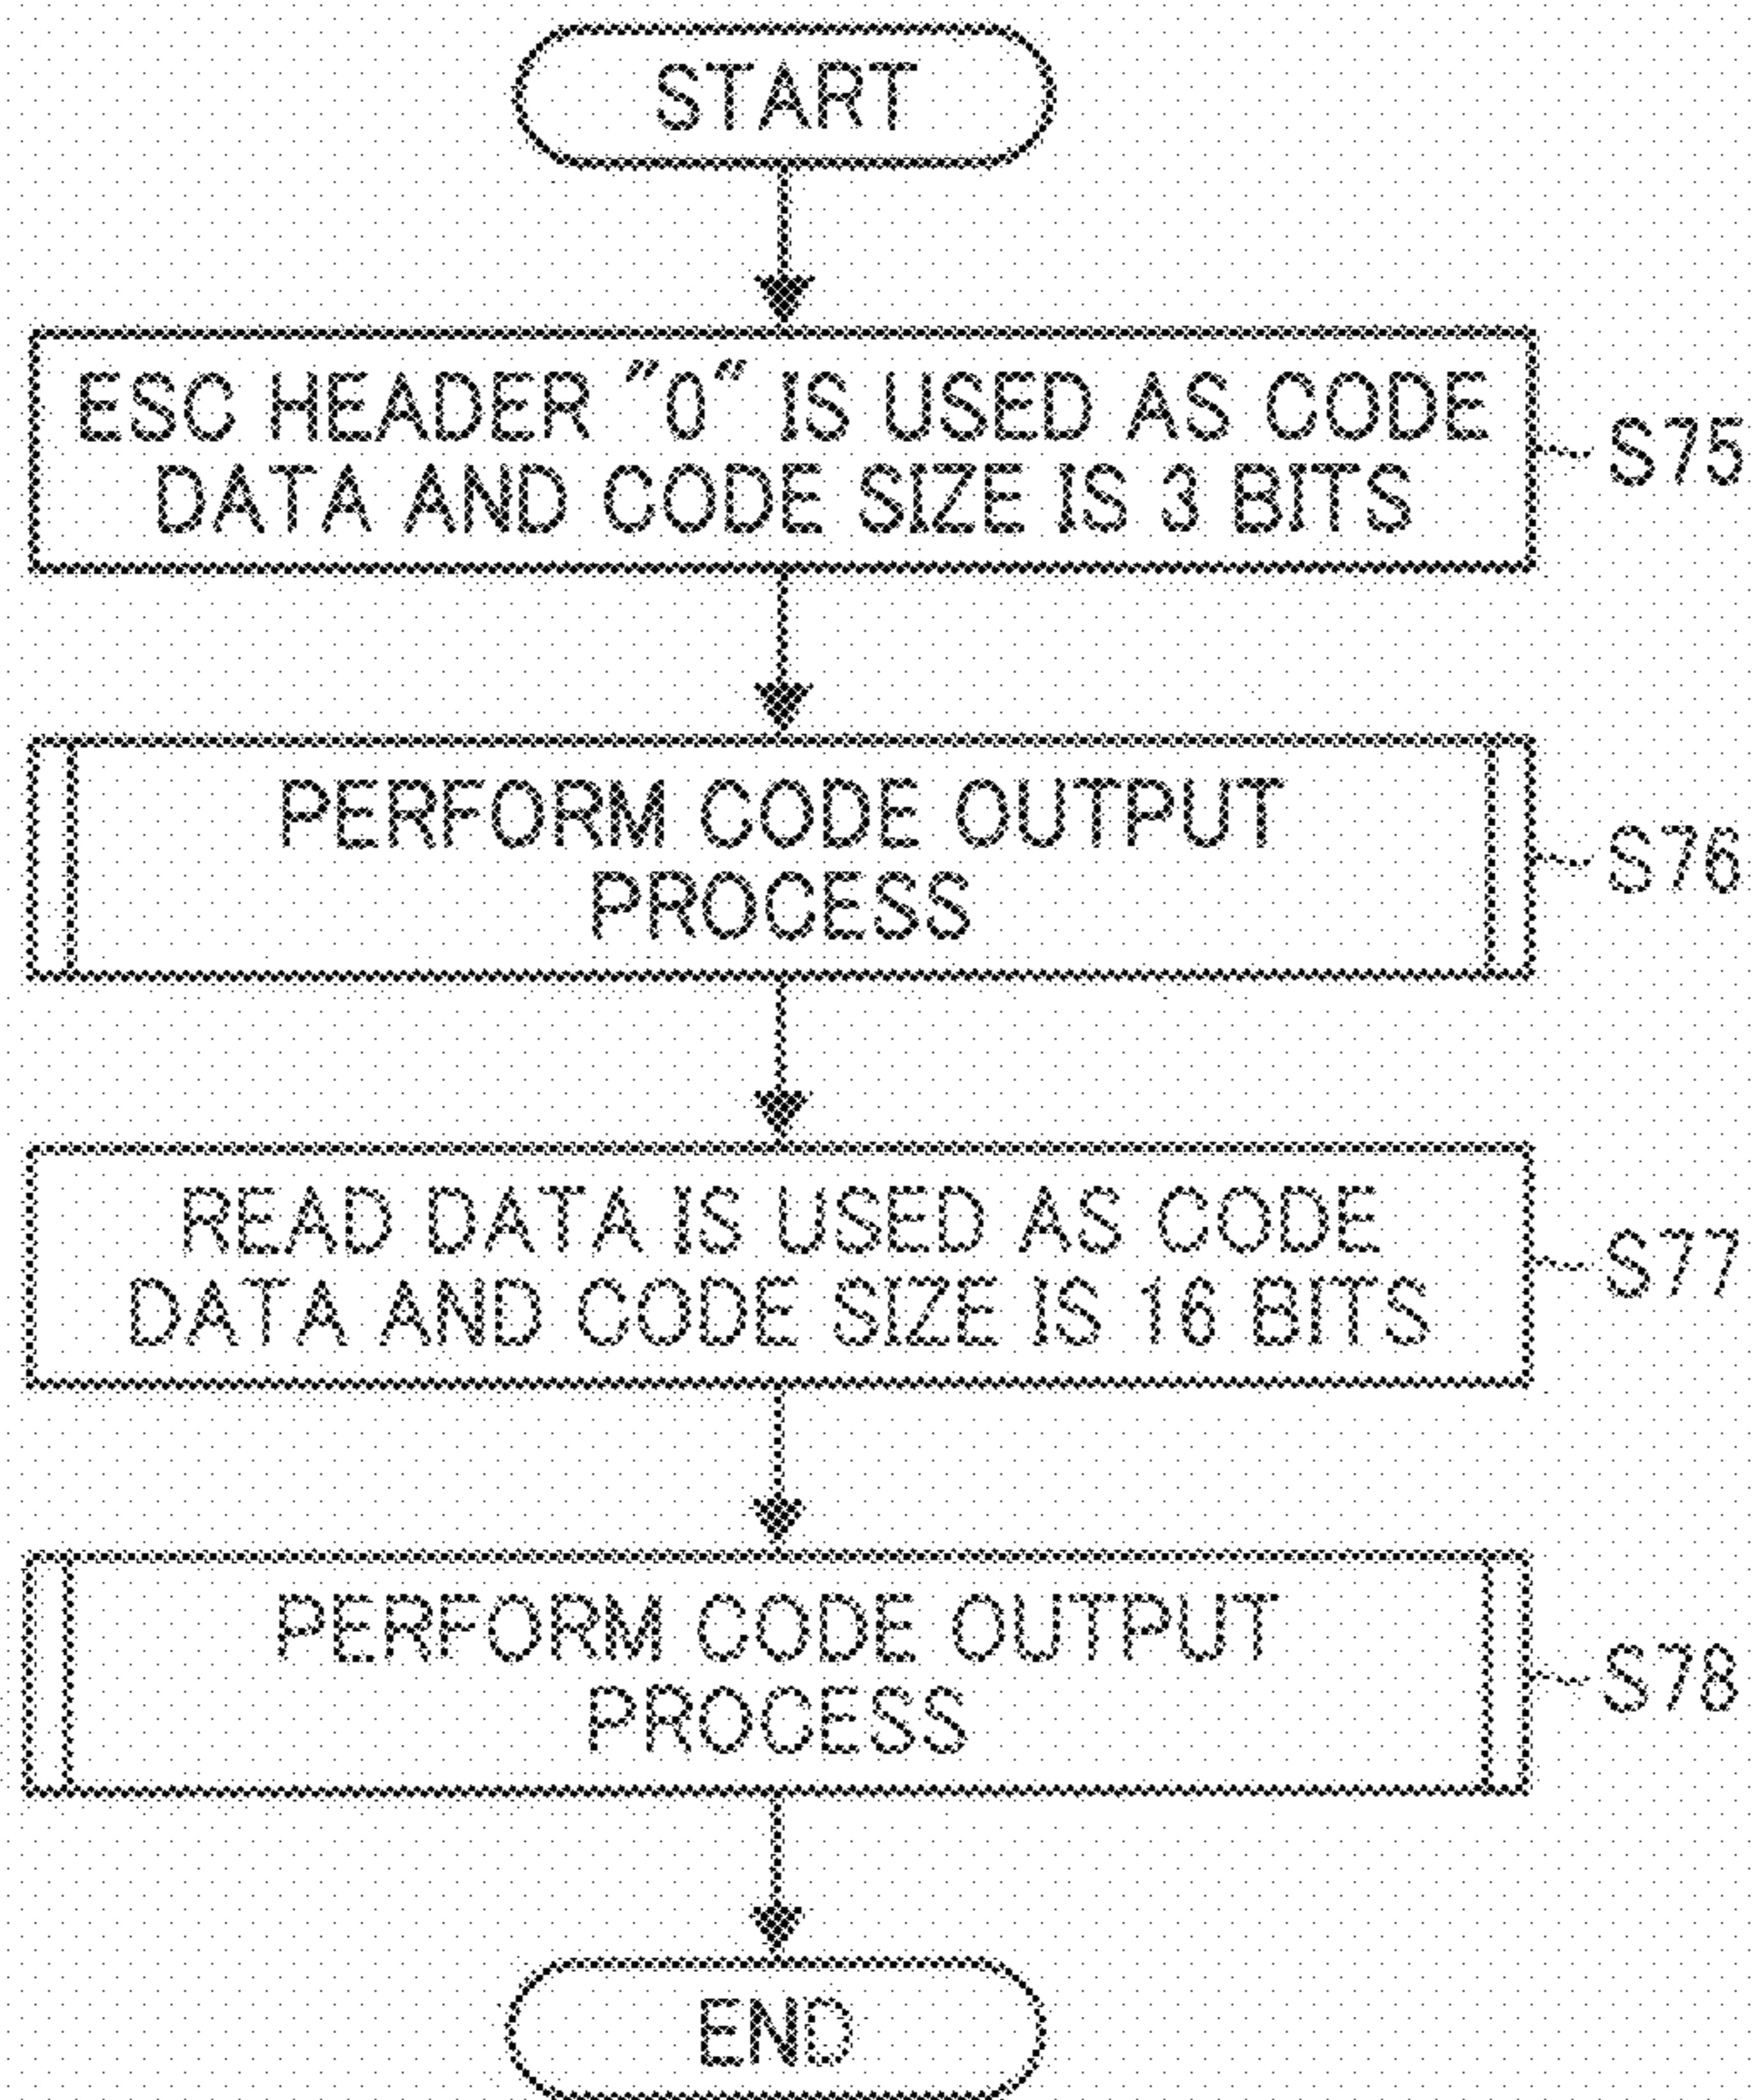 START
ESC HEADER "0" IS USED AS CODE
DATA AND CODE SIZE IS 3 BITS
S75
PERFORM CODE OUTPUT
PROCESS
S76
READ DATA IS USED AS CODE
DATA AND CODE SIZE IS 16 BITS
S77
PERFORM CODE OUTPUT
PROCESS
S78
END